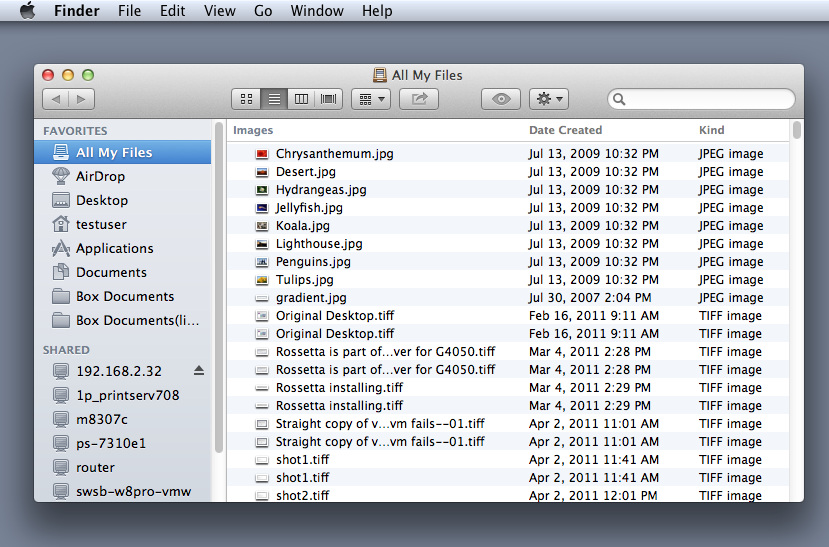 Finder File Edit View Go Window Help
All My Files
FAVORITES
All My Files
AirDrop
Desktop
testuser
Applications
Documents
Box Documents
Box Documents(li...
SHARED
192.168.2.32
1p_printserv708
m8307c
ps-7310e1
router
swsb-w8pro-vmw
Images Date Created Kind
Chrysanthemum.jpg Jul 13, 2009 10:32 PM JPEG image
Desert.jpg Jul 13, 2009 10:32 PM JPEG image
Hydrangeas.jpg Jul 13, 2009 10:32 PM JPEG image
Jellyfish.jpg Jul 13, 2009 10:32 PM JPEG image
Koala.jpg Jul 13, 2009 10:32 PM JPEG image
Lighthouse.jpg Jul 13, 2009 10:32 PM JPEG image
Penguins.jpg Jul 13, 2009 10:32 PM JPEG image
Tulips.jpg Jul 13, 2009 10:32 PM JPEG image
gradient.jpg Jul 30, 2007 2:04 PM JPEG image
Original Desktop.tiff Feb 16, 2011 9:11 AM TIFF image
Original Desktop.tiff Feb 16, 2011 9:11 AM TIFF image
Rossetta is part of...ver for G4050.tiff Mar 4, 2011 2:28 PM TIFF image
Rossetta is part of...ver for G4050.tiff Mar 4, 2011 2:28 PM TIFF image
Rossetta installing.tiff Mar 4, 2011 2:29 PM TIFF image
Rossetta installing.tiff Mar 4, 2011 2:29 PM TIFF image
Straight copy of v...vm fails--01.tiff Apr 2, 2011 11:01 AM TIFF image
Straight copy of v...vm fails--01.tiff Apr 2, 2011 11:01 AM TIFF image
shot1.tiff Apr 2, 2011 11:41 AM TIFF image
shot1.tiff Apr 2, 2011 11:41 AM TIFF image
shot2.tiff Apr 2, 2011 12:01 PM TIFF image